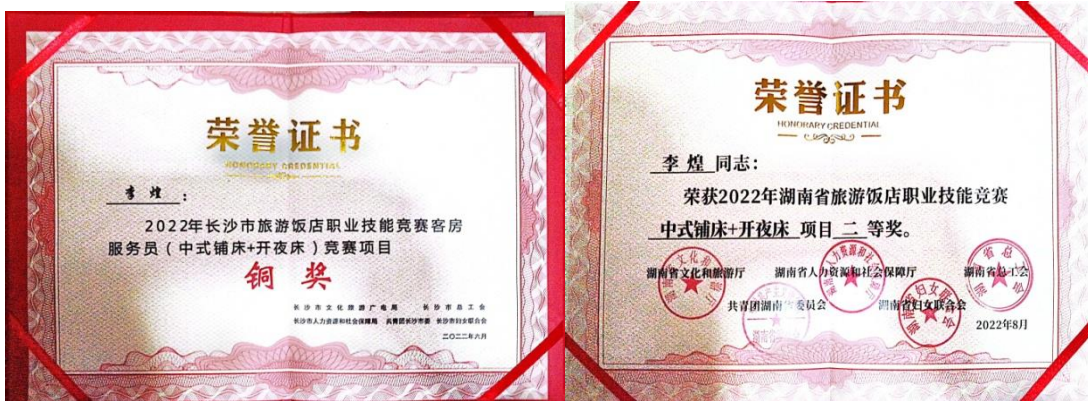 荣誉证书
HONORARY CREDENTIAL
李煌：
2022年长沙市旅游饭店职业技能竞赛客房
服务员（中式铺床+开夜床）竞赛项目
铜奖
长沙市文化旅游广电局 长沙市总工会
长沙市人力资源和社会保障局 共青团长沙市委 长沙市妇女联合会
二〇二二年六月
荣誉证书
HONORARY CREDENTIAL
李煌 同志：
荣获2022年湖南省旅游饭店职业技能竞赛
中式铺床+开夜床 项目 二 等奖。
湖南省文化和旅游厅 湖南省人力资源和社会保障厅 湖南省总工会
共青团湖南省委员会 湖南省妇女联合会
2022年8月